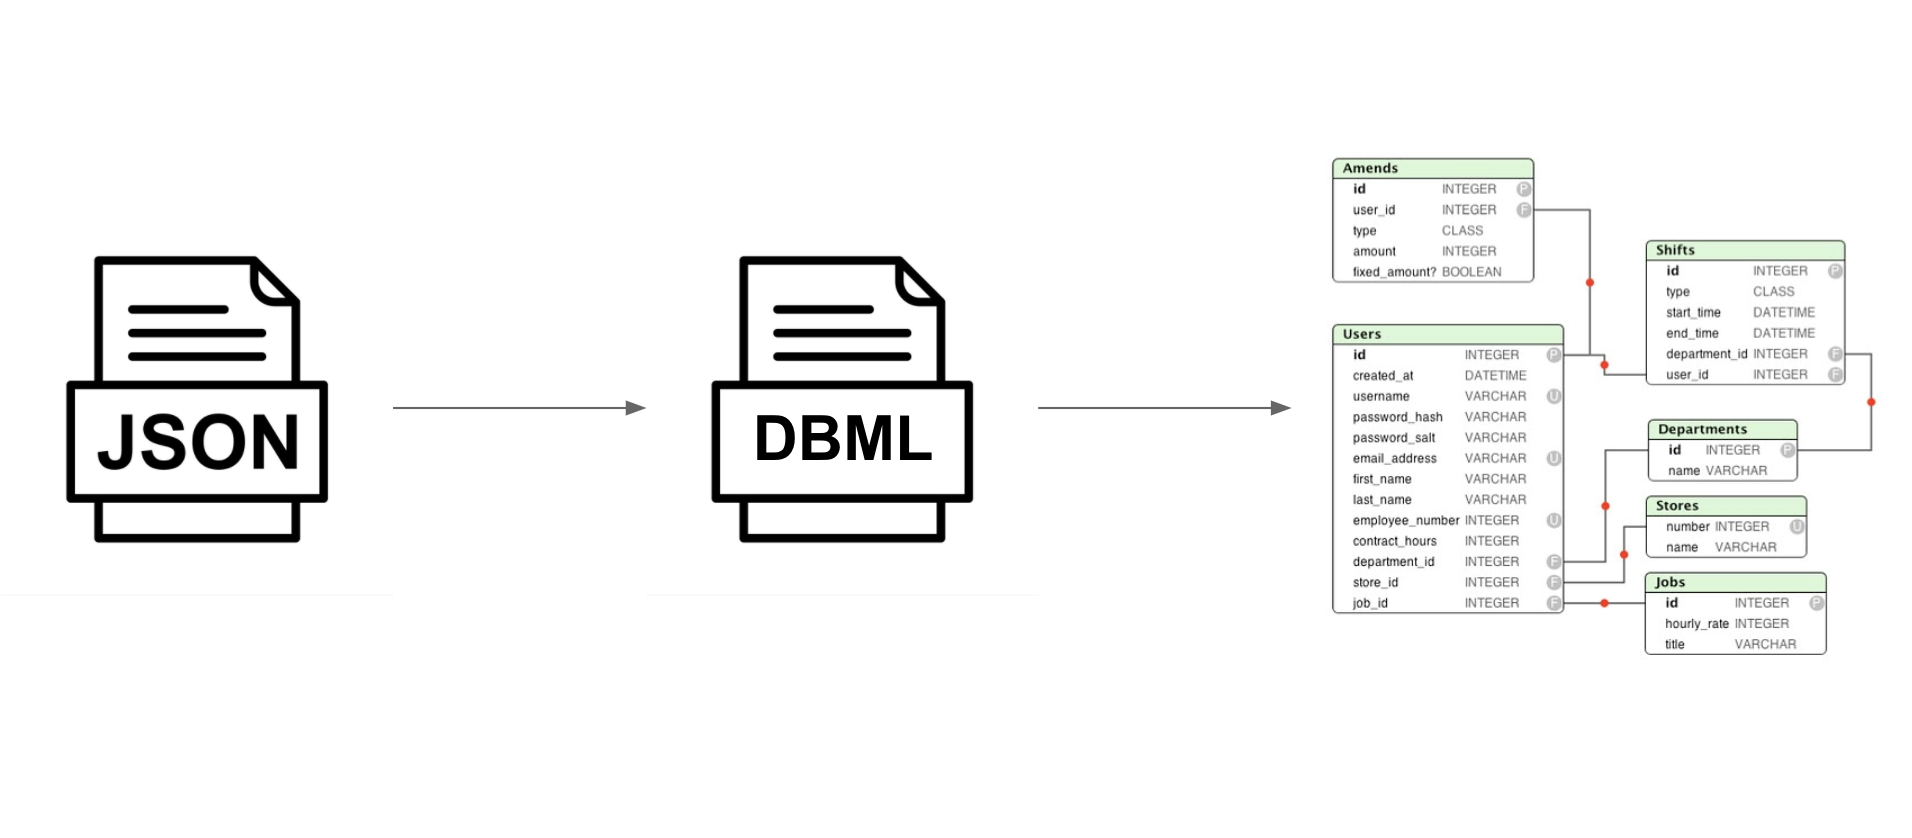 JSON
DBML
Amends
id INTEGER P
user_id INTEGER F
type CLASS
amount INTEGER
fixed_amount? BOOLEAN
Users
id INTEGER P
created_at DATETIME
username VARCHAR U
password_hash VARCHAR
password_salt VARCHAR
email_address VARCHAR U
first_name VARCHAR
last_name VARCHAR
employee_number INTEGER U
contract_hours INTEGER
department_id INTEGER F
store_id INTEGER F
job_id INTEGER F
Shifts
id INTEGER P
type CLASS
start_time DATETIME
end_time DATETIME
department_id INTEGER F
user_id INTEGER F
Departments
id INTEGER P
name VARCHAR
Stores
number INTEGER U
name VARCHAR
Jobs
id INTEGER P
hourly_rate INTEGER
title VARCHAR